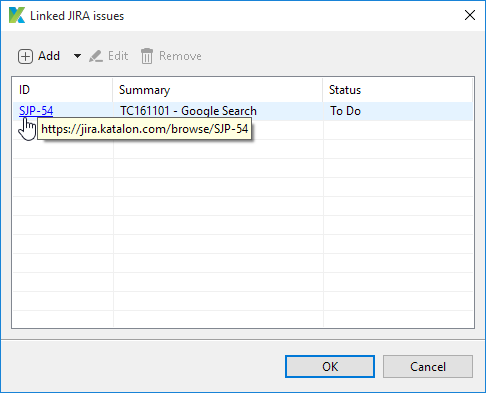 Linked JIRA issues
Add Edit Remove
ID Summary Status
SJP-54 TC161101 - Google Search To Do
https://jira.katalon.com/browse/SJP-54
OK Cancel